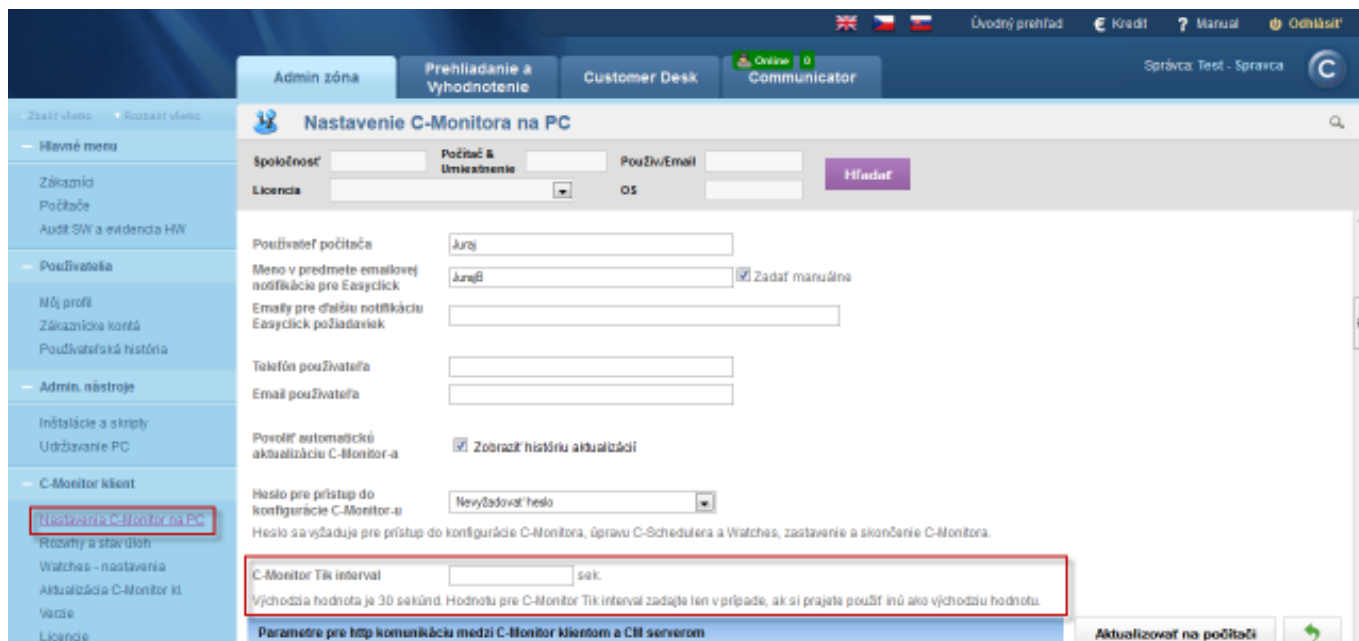 Úvodný prehľad € Kredit ? Manual Odhlásiť
Admin zóna Prehliadanie a Vyhodnotenie Customer Desk Online 0 Communicator Správca: Test - Spravca
- Zbaliť všetko + Rozbaliť všetko
Nastavenie C-Monitora na PC
Hlavné menu
Zákazníci
Počítače
Audit SW a evidencia HW
Používatelia
Môj profil
Zákaznícke kontá
Používateľská história
Admin. nástroje
Inštalácie a skripty
Udržiavanie PC
C-Monitor klient
Nastavenia C-Monitor na PC
Rozvrhy a stav úloh
Watches - nastavenia
Aktualizácia C-Monitor kl.
Verzie
Licencie
Spoločnosť Počítač & Umiestnenie Použiv./Email Hľadať
Licencia OS
Používateľ počítača Juraj
Meno v predmete emailovej notifikácie pre Easyclick JurajB Zadať manuálne
Emaily pre ďalšiu notifikáciu Easyclick požiadaviek
Telefón používateľa
Email používateľa
Povoliť automatickú aktualizáciu C-Monitor-a Zobraziť históriu aktualizácií
Heslo pre prístup do konfigurácie C-Monitor-u Nevyžadovať heslo
Heslo sa vyžaduje pre prístup do konfigurácie C-Monitora, úpravu C-Schedulera a Watches, zastavenie a skončenie C-Monitora.
C-Monitor Tik interval sek.
Východzia hodnota je 30 sekúnd. Hodnotu pre C-Monitor Tik interval zadajte len v prípade, ak si prajete použiť inú ako východziu hodnotu.
Parametre pre http komunikáciu medzi C-Monitor klientom a CM serverom
Aktualizovať na počítači